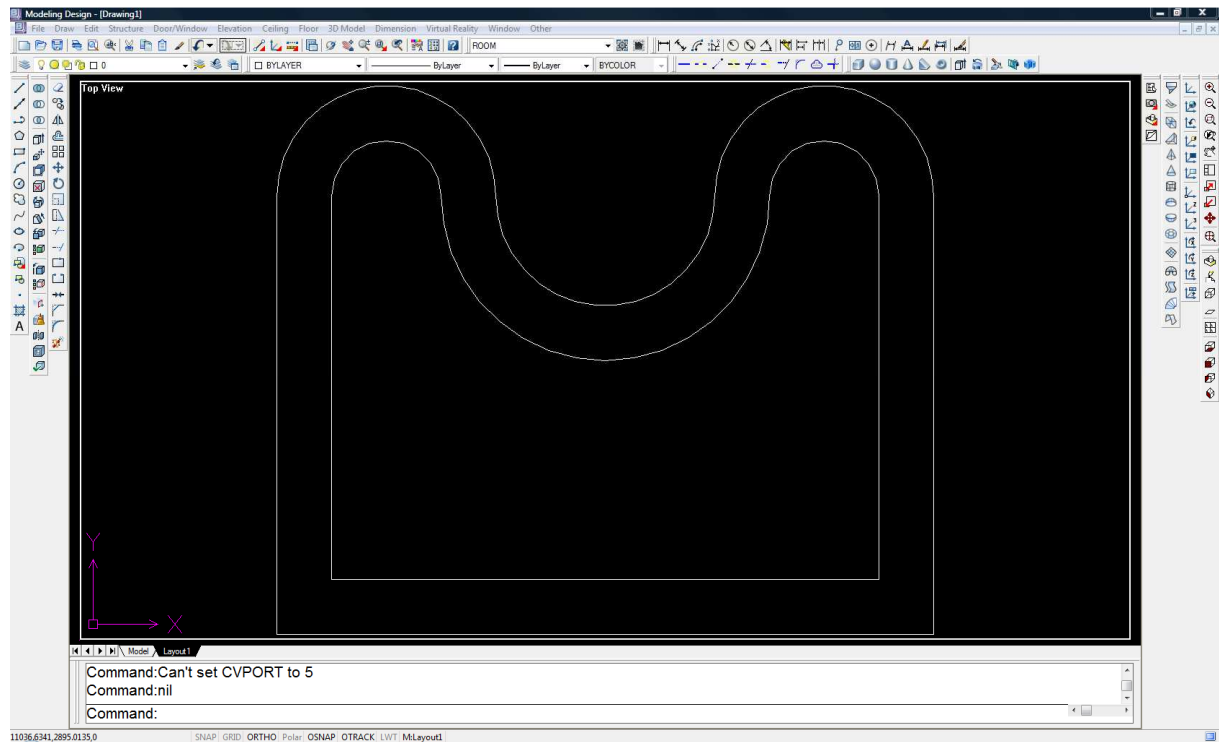 Modeling Design - [Drawing1]
File Draw Edit Structure Door/Window Elevation Ceiling Floor 3D Model Dimension Virtual Reality Window Other
ROOM
0 BYLAYER ByLayer ByLayer BYCOLOR
Top View
A
Y
X
Model Layout1
Command:Can't set CVPORT to 5
Command:nil
Command:
11036.6341,2895.0135,0 SNAP GRID ORTHO Polar OSNAP OTRACK LWT M:Layout1